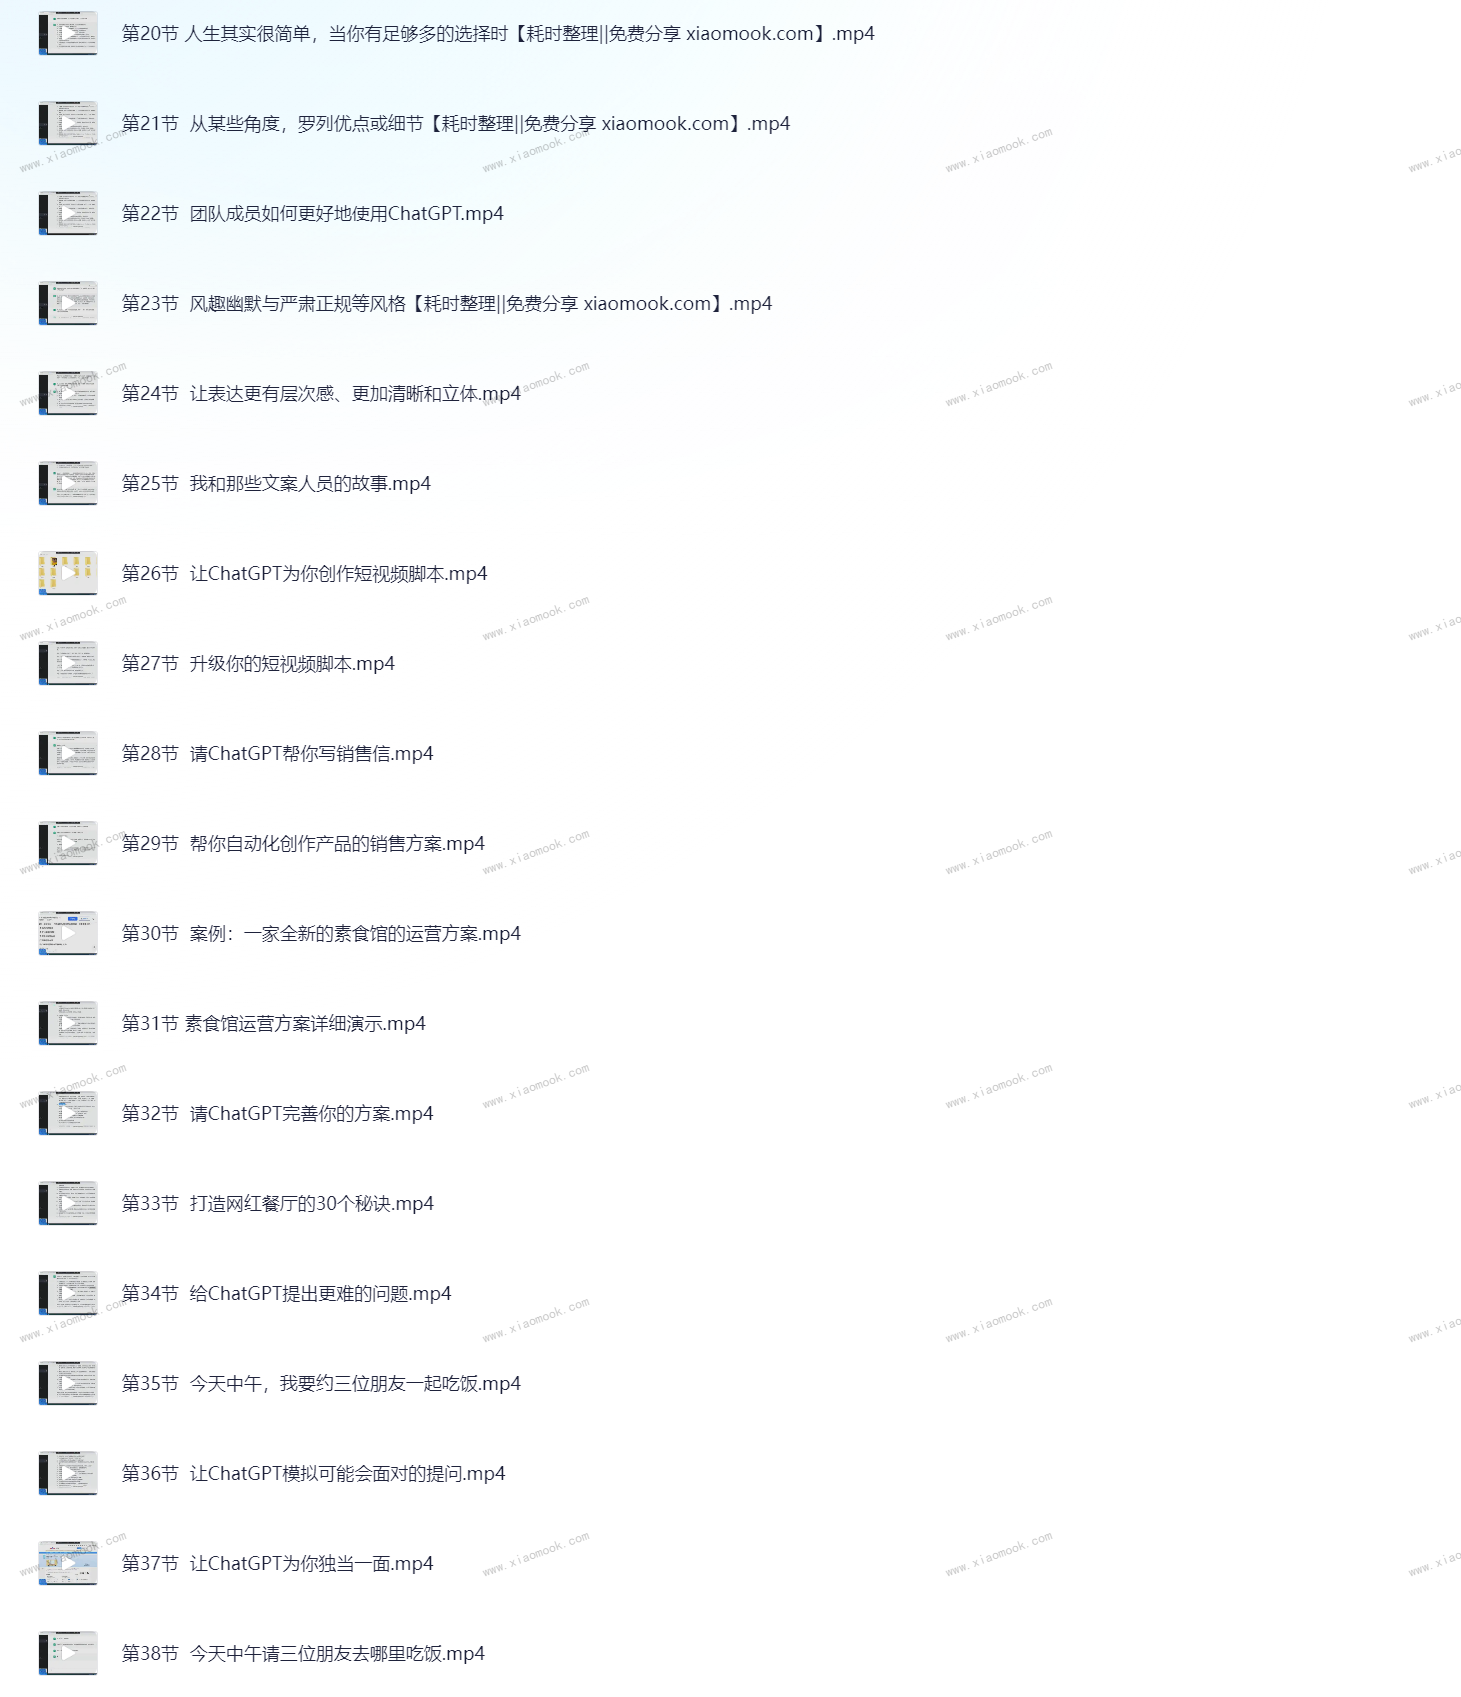 第20节 人生其实很简单，当你有足够多的选择时【耗时整理||免费分享 xiaomook.com】.mp4
第21节  从某些角度，罗列优点或细节【耗时整理||免费分享 xiaomook.com】.mp4
www.xiaomook.com www.xiaomook.com www.xiaomook.com www.xiao
第22节  团队成员如何更好地使用ChatGPT.mp4
第23节  风趣幽默与严肃正规等风格【耗时整理||免费分享 xiaomook.com】.mp4
第24节  让表达更有层次感、更加清晰和立体.mp4
www.xiaomook.com www.xiaomook.com www.xiaomook.com www.xiao
第25节  我和那些文案人员的故事.mp4
第26节  让ChatGPT为你创作短视频脚本.mp4
www.xiaomook.com www.xiaomook.com www.xiaomook.com www.xiao
第27节  升级你的短视频脚本.mp4
第28节  请ChatGPT帮你写销售信.mp4
第29节  帮你自动化创作产品的销售方案.mp4
www.xiaomook.com www.xiaomook.com www.xiaomook.com www.xiao
第30节  案例：一家全新的素食馆的运营方案.mp4
第31节 素食馆运营方案详细演示.mp4
www.xiaomook.com www.xiaomook.com www.xiaomook.com www.xiao
第32节  请ChatGPT完善你的方案.mp4
第33节  打造网红餐厅的30个秘诀.mp4
第34节  给ChatGPT提出更难的问题.mp4
www.xiaomook.com www.xiaomook.com www.xiaomook.com www.xiao
第35节  今天中午，我要约三位朋友一起吃饭.mp4
第36节  让ChatGPT模拟可能会面对的提问.mp4
第37节  让ChatGPT为你独当一面.mp4
www.xiaomook.com www.xiaomook.com www.xiaomook.com www.xiao
第38节  今天中午请三位朋友去哪里吃饭.mp4